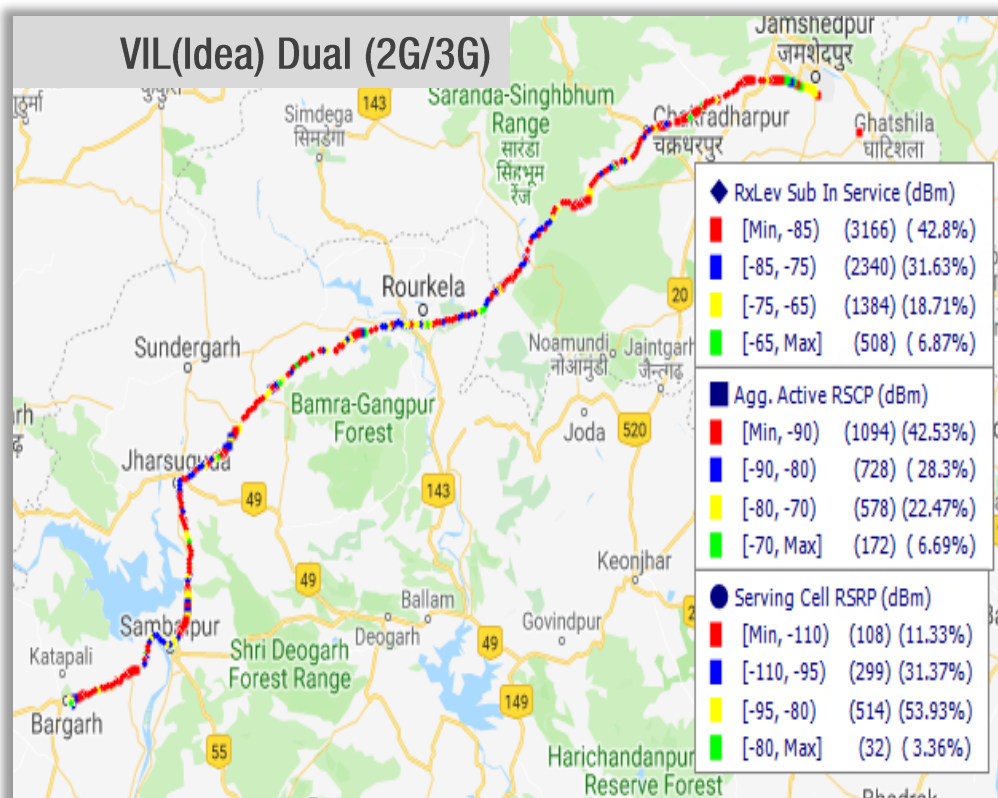 VIL(Idea) Dual (2G/3G)
Jamshedpur
जमशेदपुर
143
Simdega
सिमडेगा
Saranda-Singhbhum
Range
सारंडा
सिंहभूम
रेंज
Chakradharpur
चक्रधरपुर
Ghatshila
घाटिशला
RxLev Sub In Service (dBm)
[Min, -85) (3166) ( 42.8%)
[-85, -75) (2340) (31.63%)
[-75, -65) (1384) (18.71%)
[-65, Max] (508) ( 6.87%)
Rourkela
20
Sundergarh
Noamundi
नोआमुंडी
Jaintgarh
जैन्तगढ़
Agg. Active RSCP (dBm)
[Min, -90) (1094) (42.53%)
[-90, -80) (728) ( 28.3%)
[-80, -70) (578) (22.47%)
[-70, Max] (172) ( 6.69%)
Bamra-Gangpur
Forest
Joda
520
Jharsuguda
49
143
Keonjhar
49
Ballam
Deogarh
Govindpur
Serving Cell RSRP (dBm)
[Min, -110) (108) (11.33%)
[-110, -95) (299) (31.37%)
[-95, -80) (514) (53.93%)
[-80, Max] (32) ( 3.36%)
Sambalpur
49
Katapali
Shri Deogarh
Forest Range
149
Bargarh
55
Harichandanpur
Reserve Forest